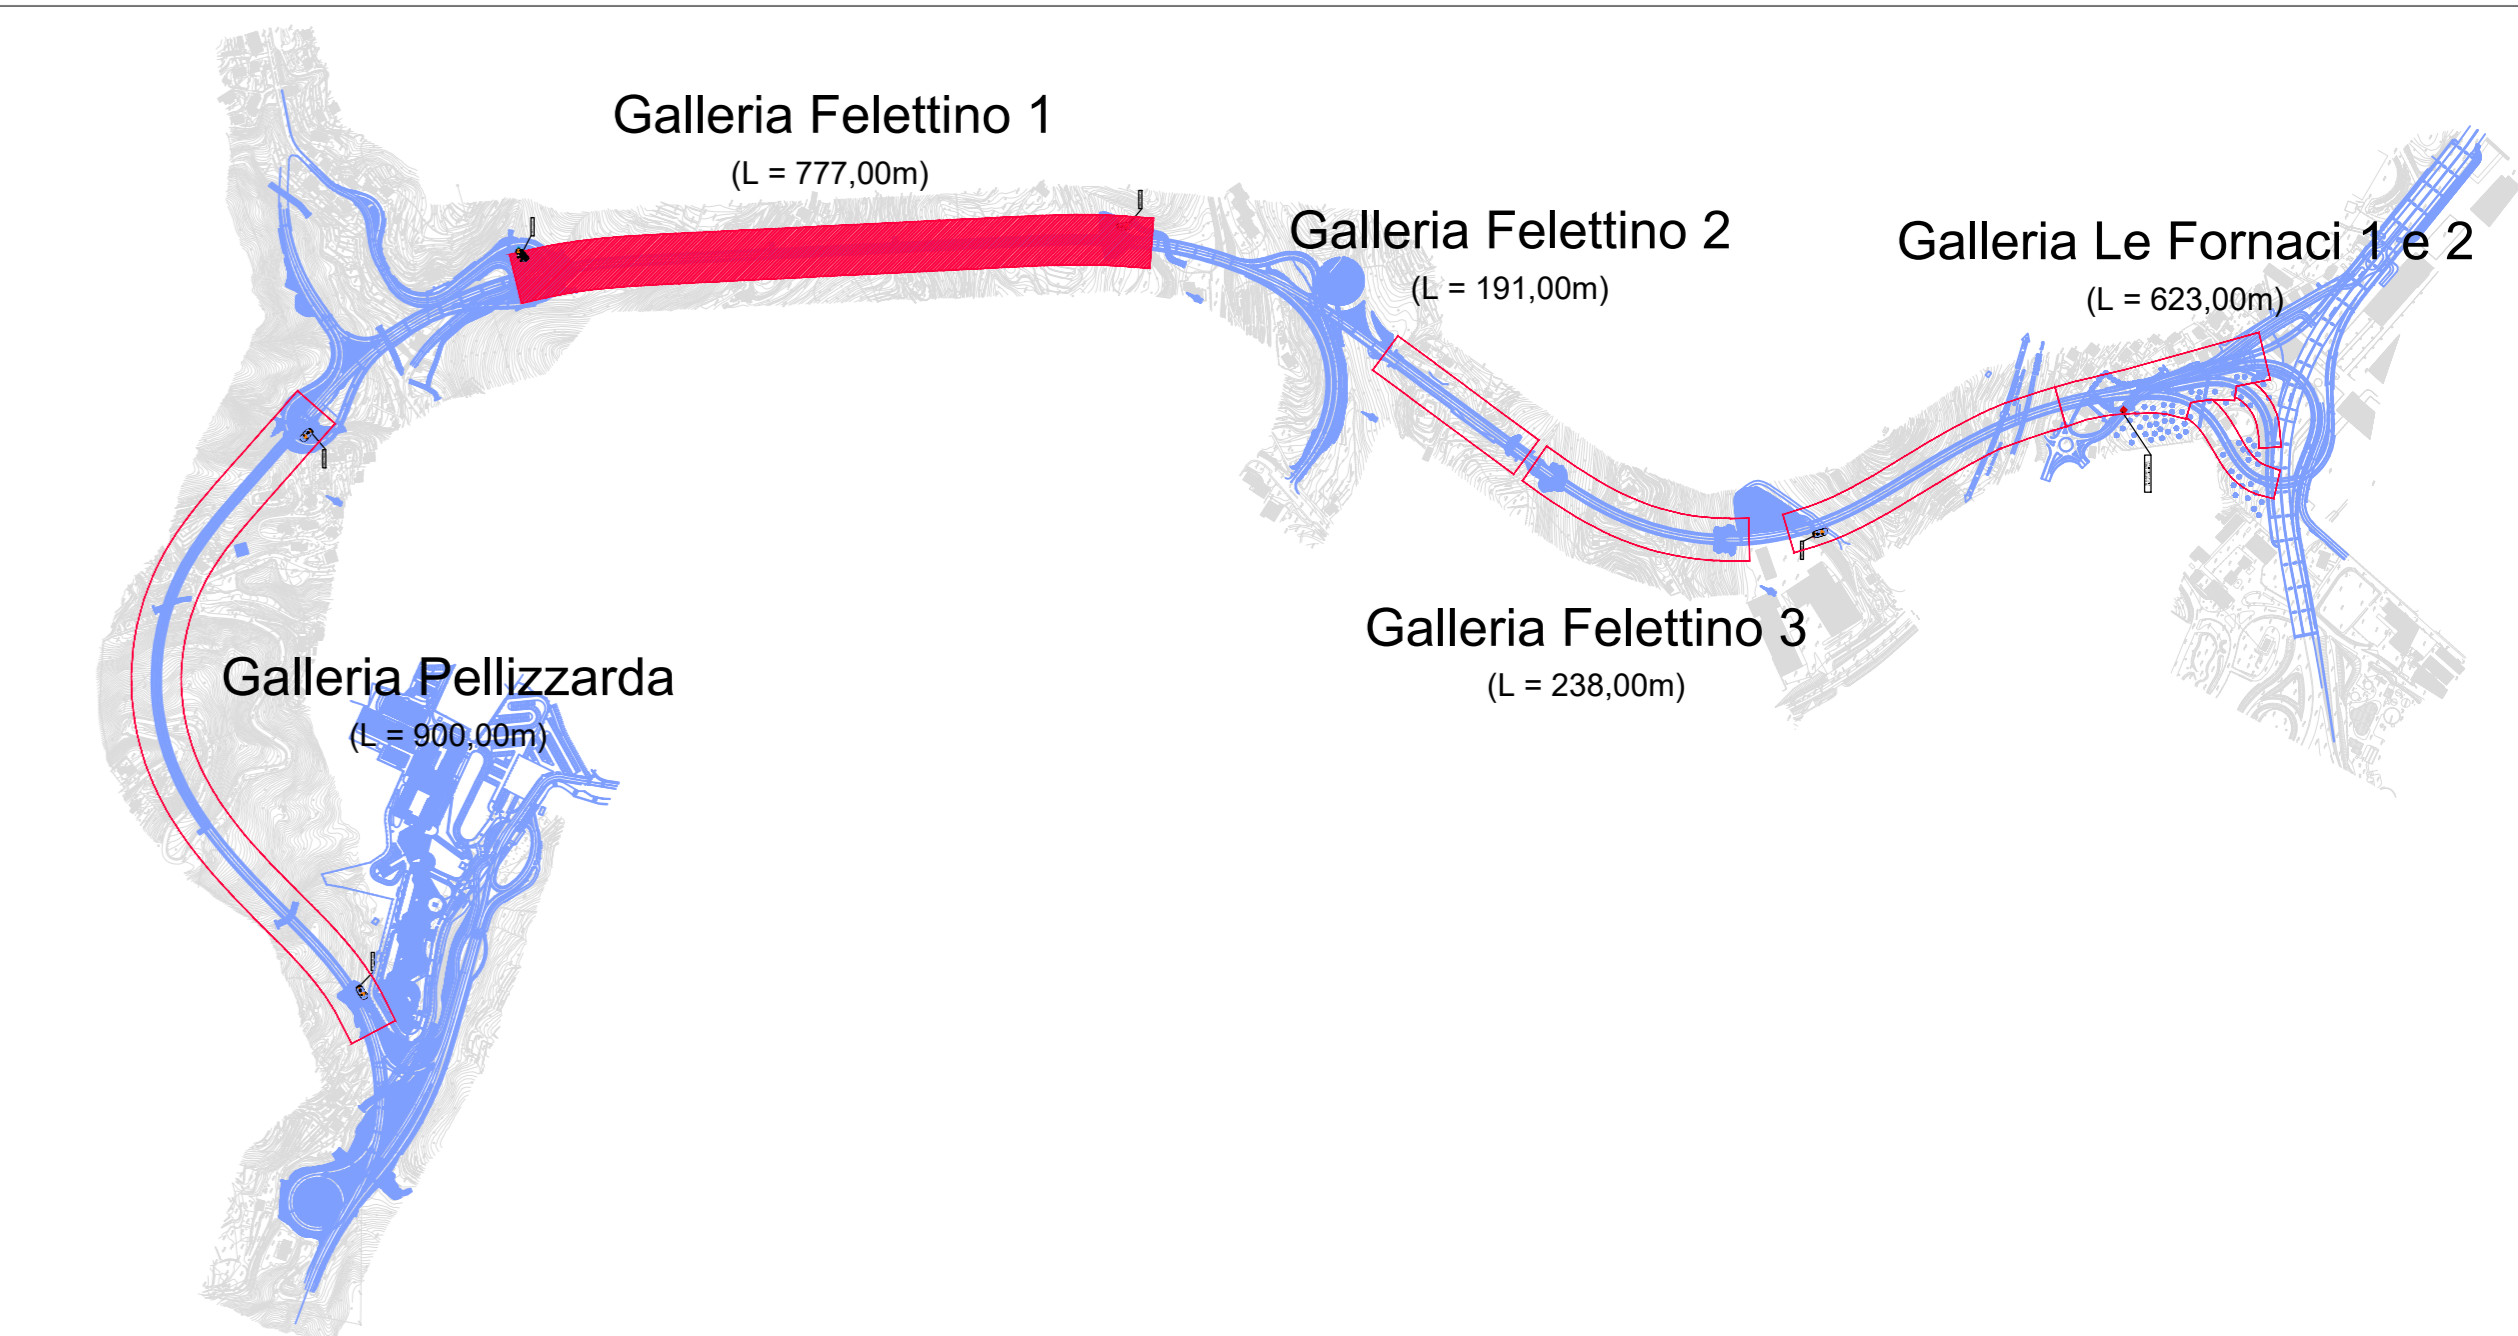 Galleria Felettino 1
(L = 777,00m)
Galleria Felettino 2
(L = 191,00m)
Galleria Le Fornaci 1 e 2
(L = 623,00m)
Galleria Felettino 3
(L = 238,00m)
Galleria Pellizzarda
(L = 900,00m)